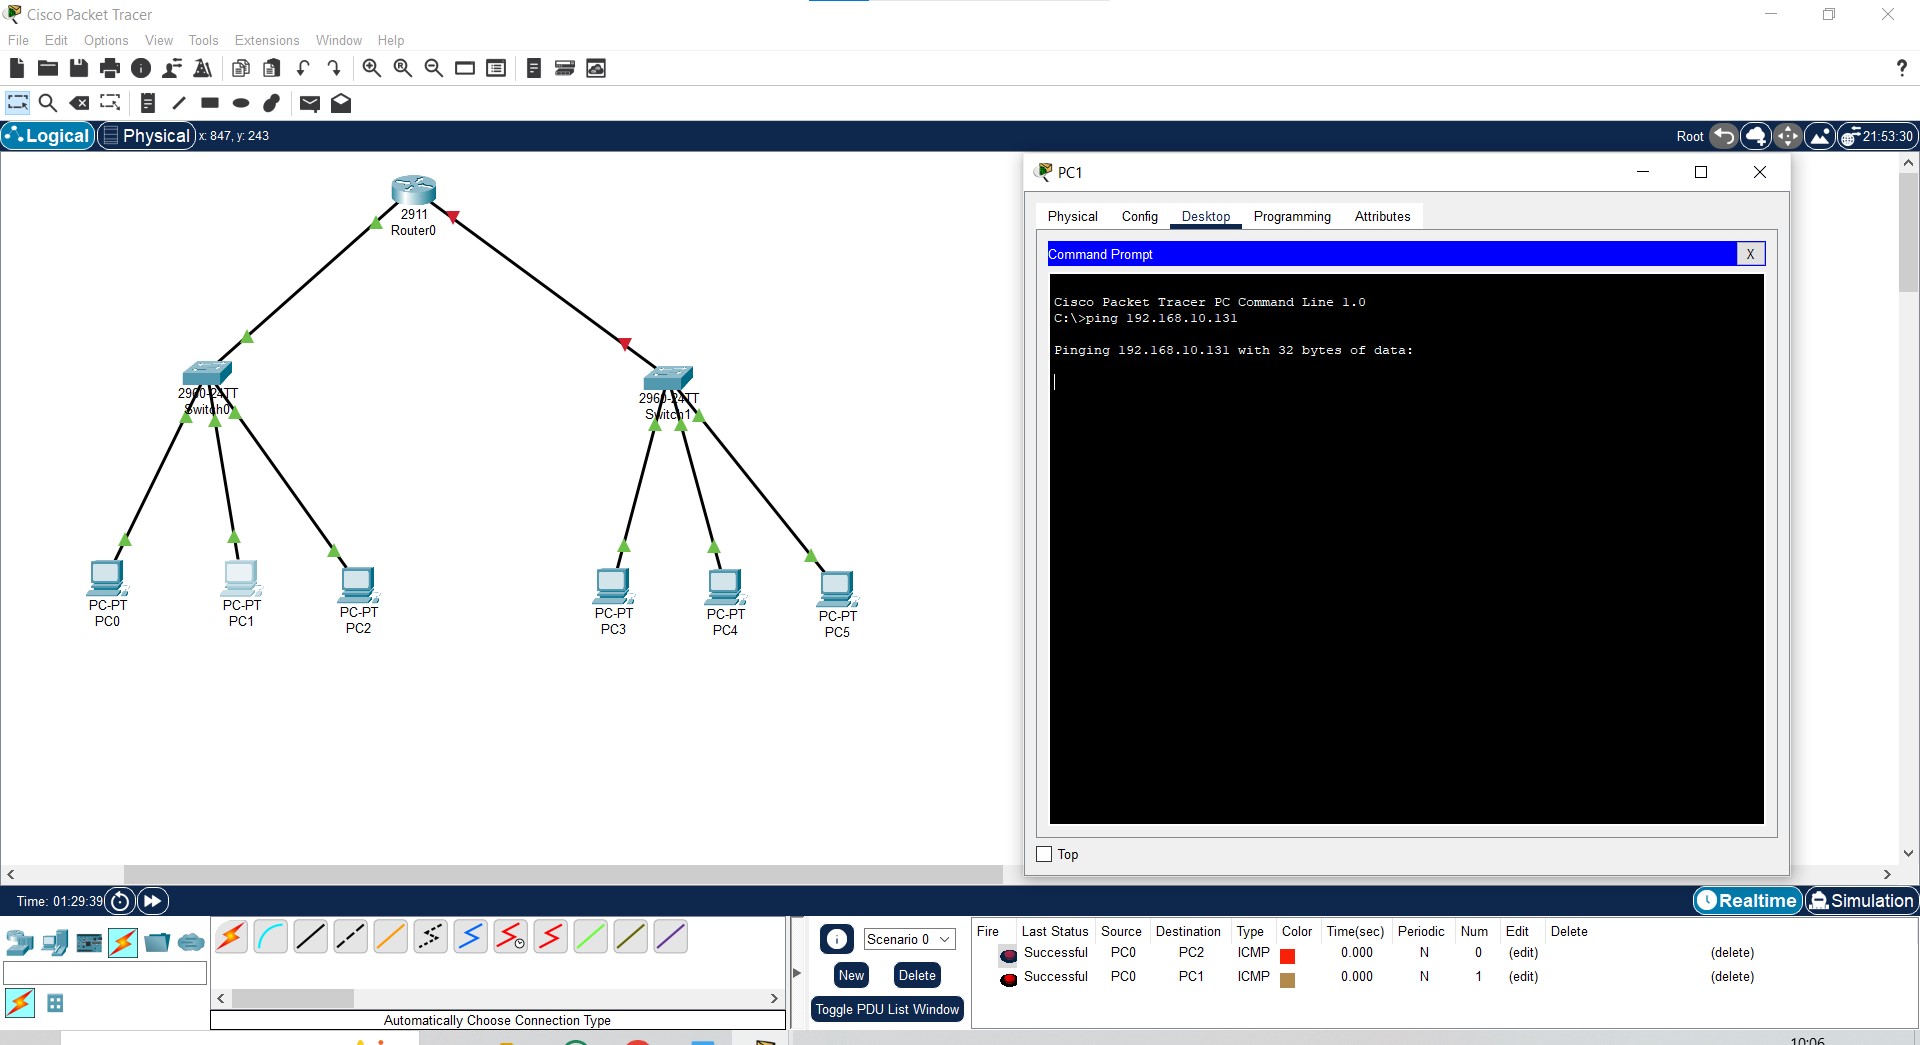 Cisco Packet Tracer
File Edit Options View Tools Extensions Window Help
?
Logical Physical x: 847, y: 243 Root 21:53:30
2911
Router0
2960-24TT
Switch0
2960-24TT
Switch1
PC-PT
PC0
PC-PT
PC1
PC-PT
PC2
PC-PT
PC3
PC-PT
PC4
PC-PT
PC5
PC1
Physical Config Desktop Programming Attributes
Command Prompt X
Cisco Packet Tracer PC Command Line 1.0
C:\>ping 192.168.10.131
Pinging 192.168.10.131 with 32 bytes of data:
Top
Time: 01:29:39 Realtime Simulation
Automatically Choose Connection Type
Scenario 0
New Delete
Toggle PDU List Window
Fire Last Status Source Destination Type Color Time(sec) Periodic Num Edit Delete
Successful PC0 PC2 ICMP 0.000 N 0 (edit) (delete)
Successful PC0 PC1 ICMP 0.000 N 1 (edit) (delete)
10:06